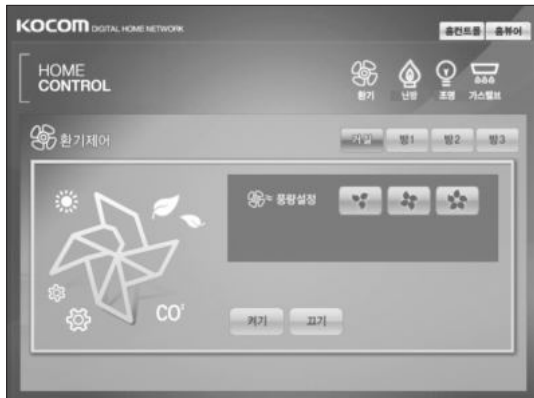 KOCOM DIGITAL HOME NETWORK
홈컨트롤 홈뷰어
HOME
CONTROL
환기 난방 조명 가스밸브
환기제어
거실 방1 방2 방3
풍량설정
CO²
켜기 끄기